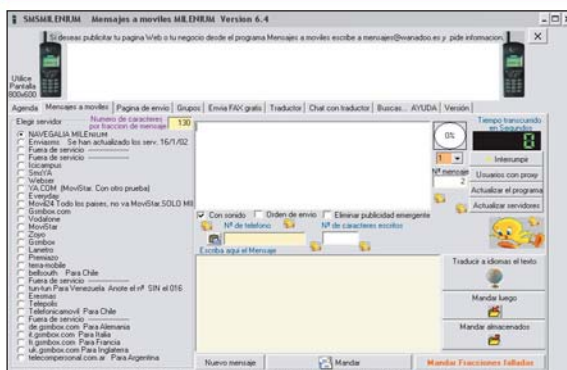 SMSMILENIUM Mensajes a moviles MILENIUM Version 6.4
Si deseas publicitar tu pagina Web o tu negocio desde el programa Mensajes a moviles escribe a mensajes@wanadoo.es y pide informacion.
Utilice
Pantalla
800x600
Agenda Mensajes a moviles Pagina de envio Grupos Envia FAX gratis Traductor Chat con traductor Buscas... AYUDA Versión
Elegir servidor
Numero de caracteres
por fraccion de mensaje
130
NAVEGALIA MILENIUM
Enviasms Se han actualizado los serv. 16/1/02
Fuera de servicio
Fuera de servicio
Icicampus
SmsYA
Webser
YA.COM (MoviStar. Con otro prueba)
Everyday
Movil24 Todo los paises, no va MoviStar.SOLO MI
Gsmbox.com
Vodafone
MoviStar
Zoyo
Gsmbox
Lanetro
Premiazo
terra-mobile
bellsouth Para Chile
Fuera de servicio
tun-tun Para Venezuela Anote el nº SIN el 016
Eresmas
Telepolis
Telefonicamovil Para Chile
Fuera de servicio
de.gsmbox.com Para Alemania
it.gsmbox.com Para Italia
fr.gsmbox.com Para Francia
uk.gsmbox.com Para Inglaterra
telecompersonal.com.ar Para Argentina
0%
1
Nº mensaje
2
Tiempo transcurrido
en Segundos
0
Interrumpir
Usuarios con proxy
Actualizar el programa
Actualizar servidores
Con sonido Orden de envio Eliminar publicidad emergente
Nº de telefono Nº de caracteres escritos
Escriba aqui el Mensaje
Traducir a idiomas el texto
Mandar luego
Mandar almacenados
Nuevo mensaje Mandar Mandar Fracciones Falladas